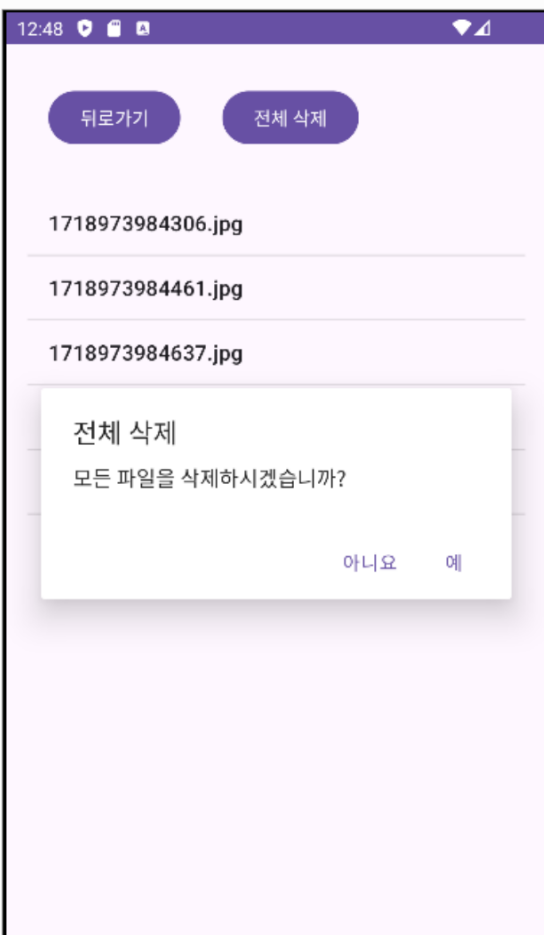 12:48
뒤로가기 전체 삭제
1718973984306.jpg
1718973984461.jpg
1718973984637.jpg
전체 삭제
모든 파일을 삭제하시겠습니까?
아니요 예